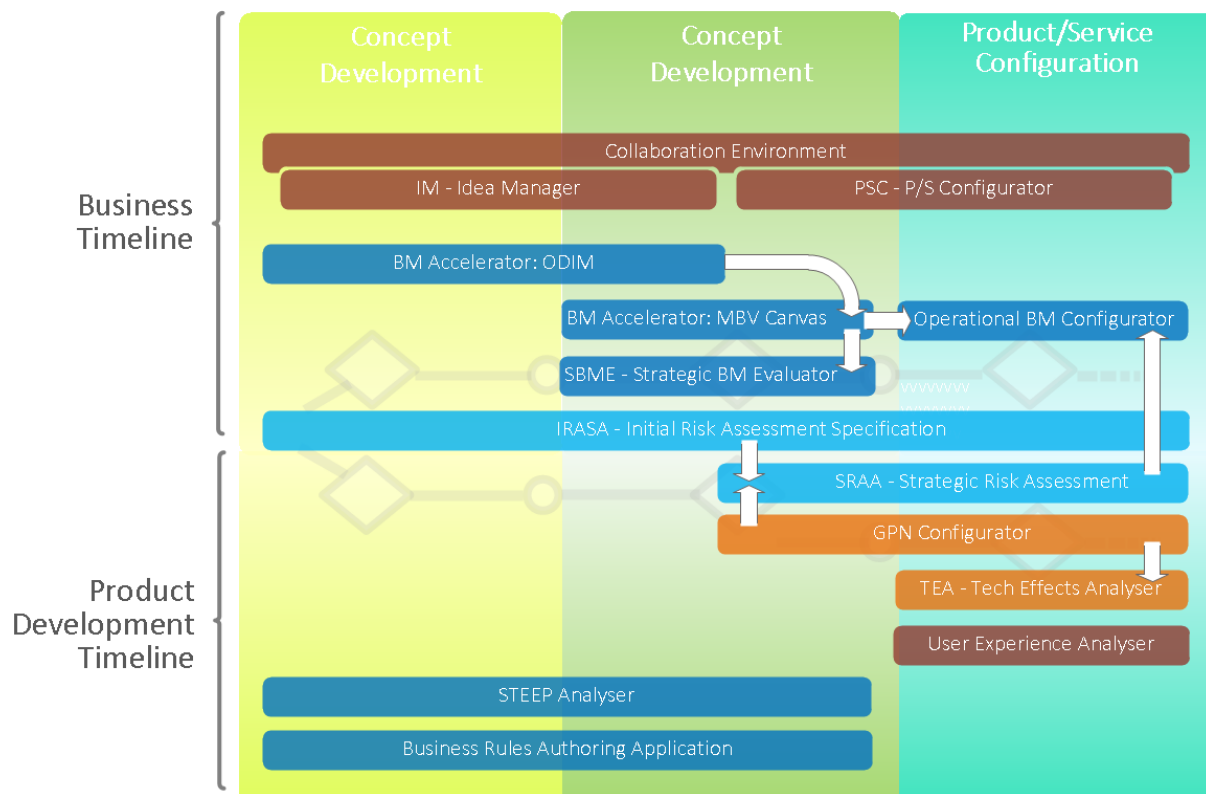 Concept
Development
Concept
Development
Product/Service
Configuration
Business
Timeline
Collaboration Environment
IM - Idea Manager
PSC - P/S Configurator
BM Accelerator: ODIM
BM Accelerator: MBV Canvas
Operational BM Configurator
SBME - Strategic BM Evaluator
IRASA - Initial Risk Assessment Specification
SRAA - Strategic Risk Assessment
GPN Configurator
Product
Development
Timeline
TEA - Tech Effects Analyser
User Experience Analyser
STEEP Analyser
Business Rules Authoring Application